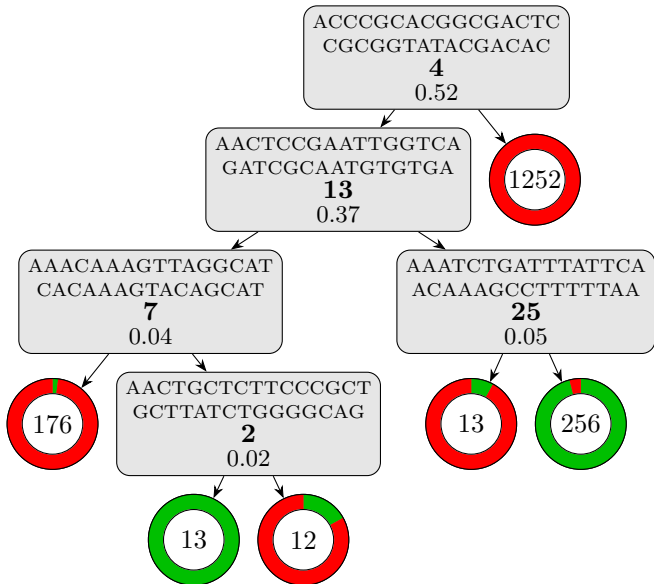 ACCCGCACGGCGACTC
CGCGGTATACGACAC
4
0.52
AACTCCGAATTGGTCA
GATCGCAATGTGTGA
13
0.37
1252
AAACAAAGTTAGGCAT
CACAAAGTACAGCAT
7
0.04
AAATCTGATTTATTCA
ACAAAGCCTTTTTAA
25
0.05
176
AACTGCTCTTCCCGCT
GCTTATCTGGGGCAG
2
0.02
13
256
13
12